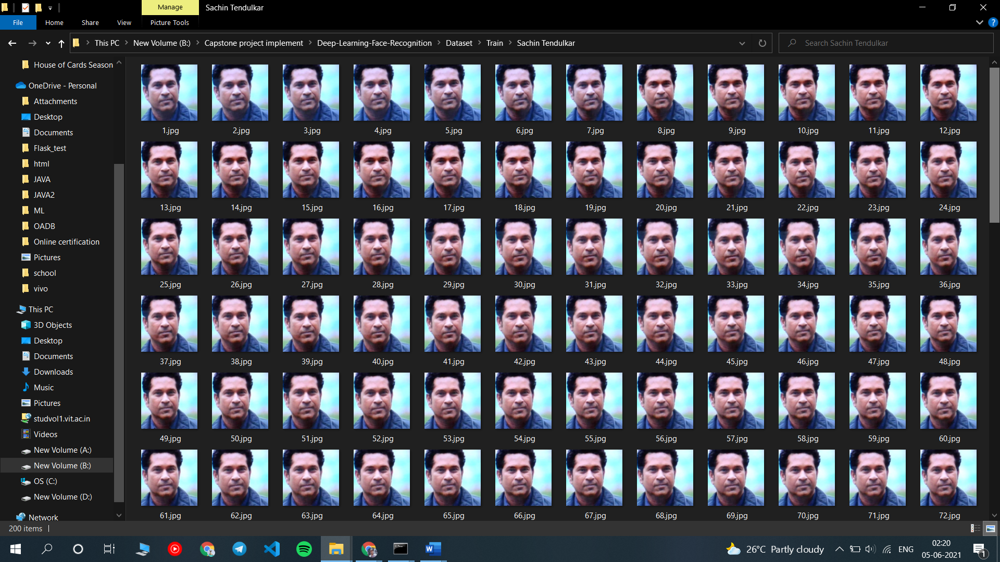 Manage
Sachin Tendulkar
File
Home
Share
View
Picture Tools
This PC
New Volume (B:)
Capstone project implement
Deep-Learning-Face-Recognition
Dataset
Train
Sachin Tendulkar
Search Sachin Tendulkar
House of Cards Season
OneDrive - Personal
Attachments
Desktop
Documents
Flask_test
html
JAVA
JAVA2
ML
OADB
Online certification
Pictures
school
vivo
This PC
3D Objects
Desktop
Documents
Downloads
Music
Pictures
studvol1.vit.ac.in
Videos
New Volume (A:)
New Volume (B:)
OS (C:)
New Volume (D:)
Network
1.jpg 2.jpg 3.jpg 4.jpg 5.jpg 6.jpg 7.jpg 8.jpg 9.jpg 10.jpg 11.jpg 12.jpg
13.jpg 14.jpg 15.jpg 16.jpg 17.jpg 18.jpg 19.jpg 20.jpg 21.jpg 22.jpg 23.jpg 24.jpg
25.jpg 26.jpg 27.jpg 28.jpg 29.jpg 30.jpg 31.jpg 32.jpg 33.jpg 34.jpg 35.jpg 36.jpg
37.jpg 38.jpg 39.jpg 40.jpg 41.jpg 42.jpg 43.jpg 44.jpg 45.jpg 46.jpg 47.jpg 48.jpg
49.jpg 50.jpg 51.jpg 52.jpg 53.jpg 54.jpg 55.jpg 56.jpg 57.jpg 58.jpg 59.jpg 60.jpg
61.jpg 62.jpg 63.jpg 64.jpg 65.jpg 66.jpg 67.jpg 68.jpg 69.jpg 70.jpg 71.jpg 72.jpg
200 items
26°C Partly cloudy
ENG
02:20
05-06-2021
1